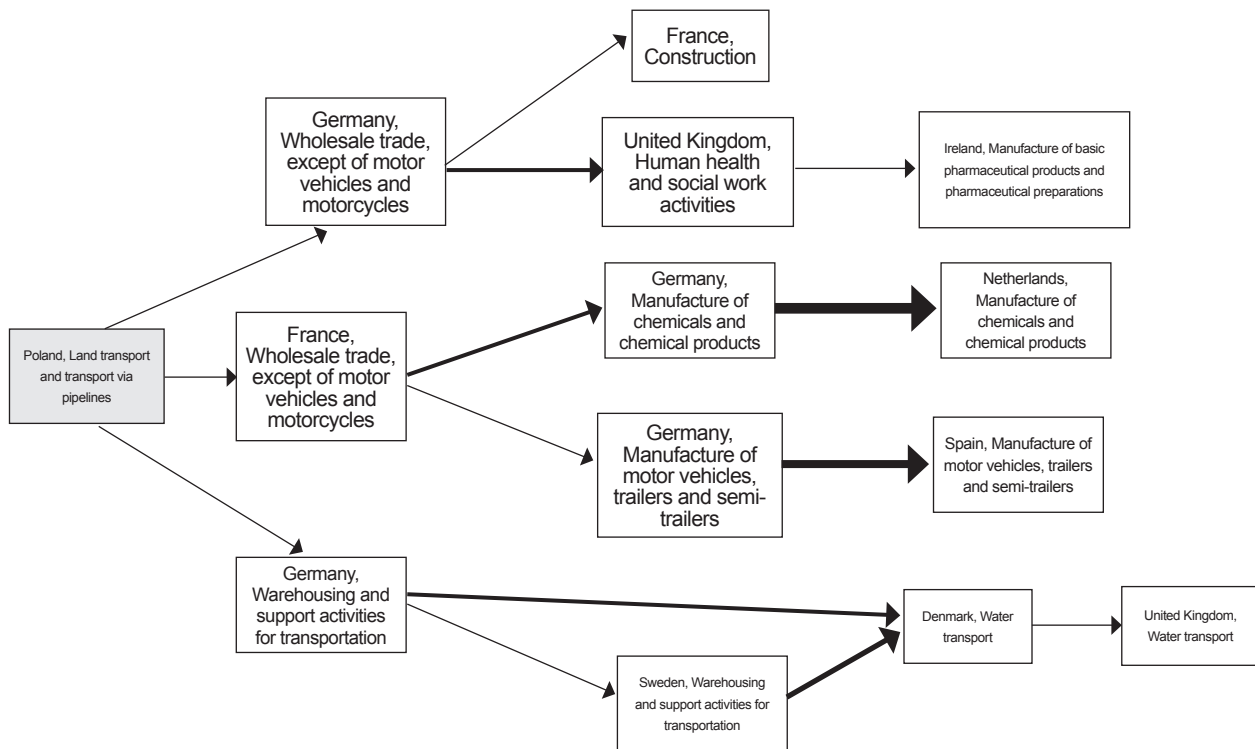 France,
Construction
Germany,
Wholesale trade,
except of motor
vehicles and
motorcycles
United Kingdom,
Human health
and social work
activities
Ireland, Manufacture of basic
pharmaceutical products and
pharmaceutical preparations
Poland, Land transport
and transport via
pipelines
France,
Wholesale trade,
except of motor
vehicles and
motorcycles
Germany,
Manufacture of
chemicals and
chemical products
Netherlands,
Manufacture of
chemicals and
chemical products
Germany,
Manufacture of
motor vehicles,
trailers and semi-
trailers
Spain, Manufacture of
motor vehicles, trailers
and semi-trailers
Germany,
Warehousing and
support activities
for transportation
Denmark, Water
transport
United Kingdom,
Water transport
Sweden, Warehousing
and support activities for
transportation